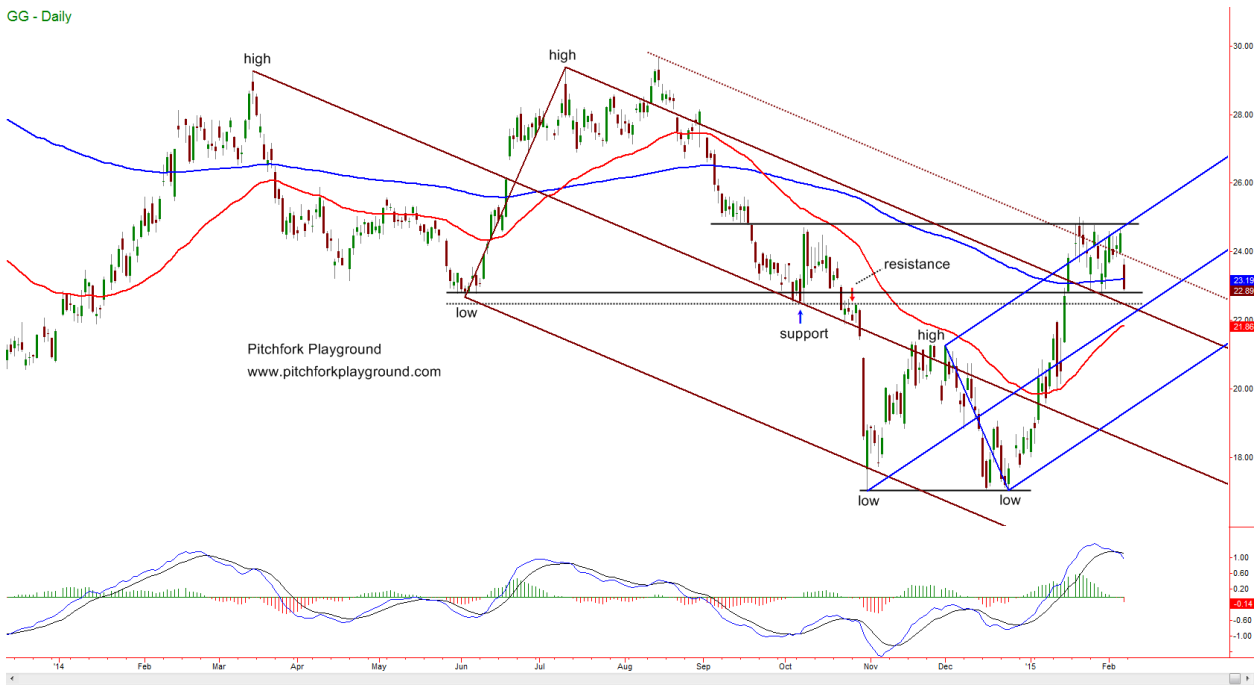 GG - Daily
high
high
30.00
28.00
26.00
24.00
23.19
22.89
22.00
21.86
20.00
18.00
resistance
low
support
high
Pitchfork Playground
www.pitchforkplayground.com
low
low
1.00
0.60
0.20
-0.14
-0.60
-1.00
'14
Feb
Mar
Apr
May
Jun
Jul
Aug
Sep
Oct
Nov
Dec
'15
Feb